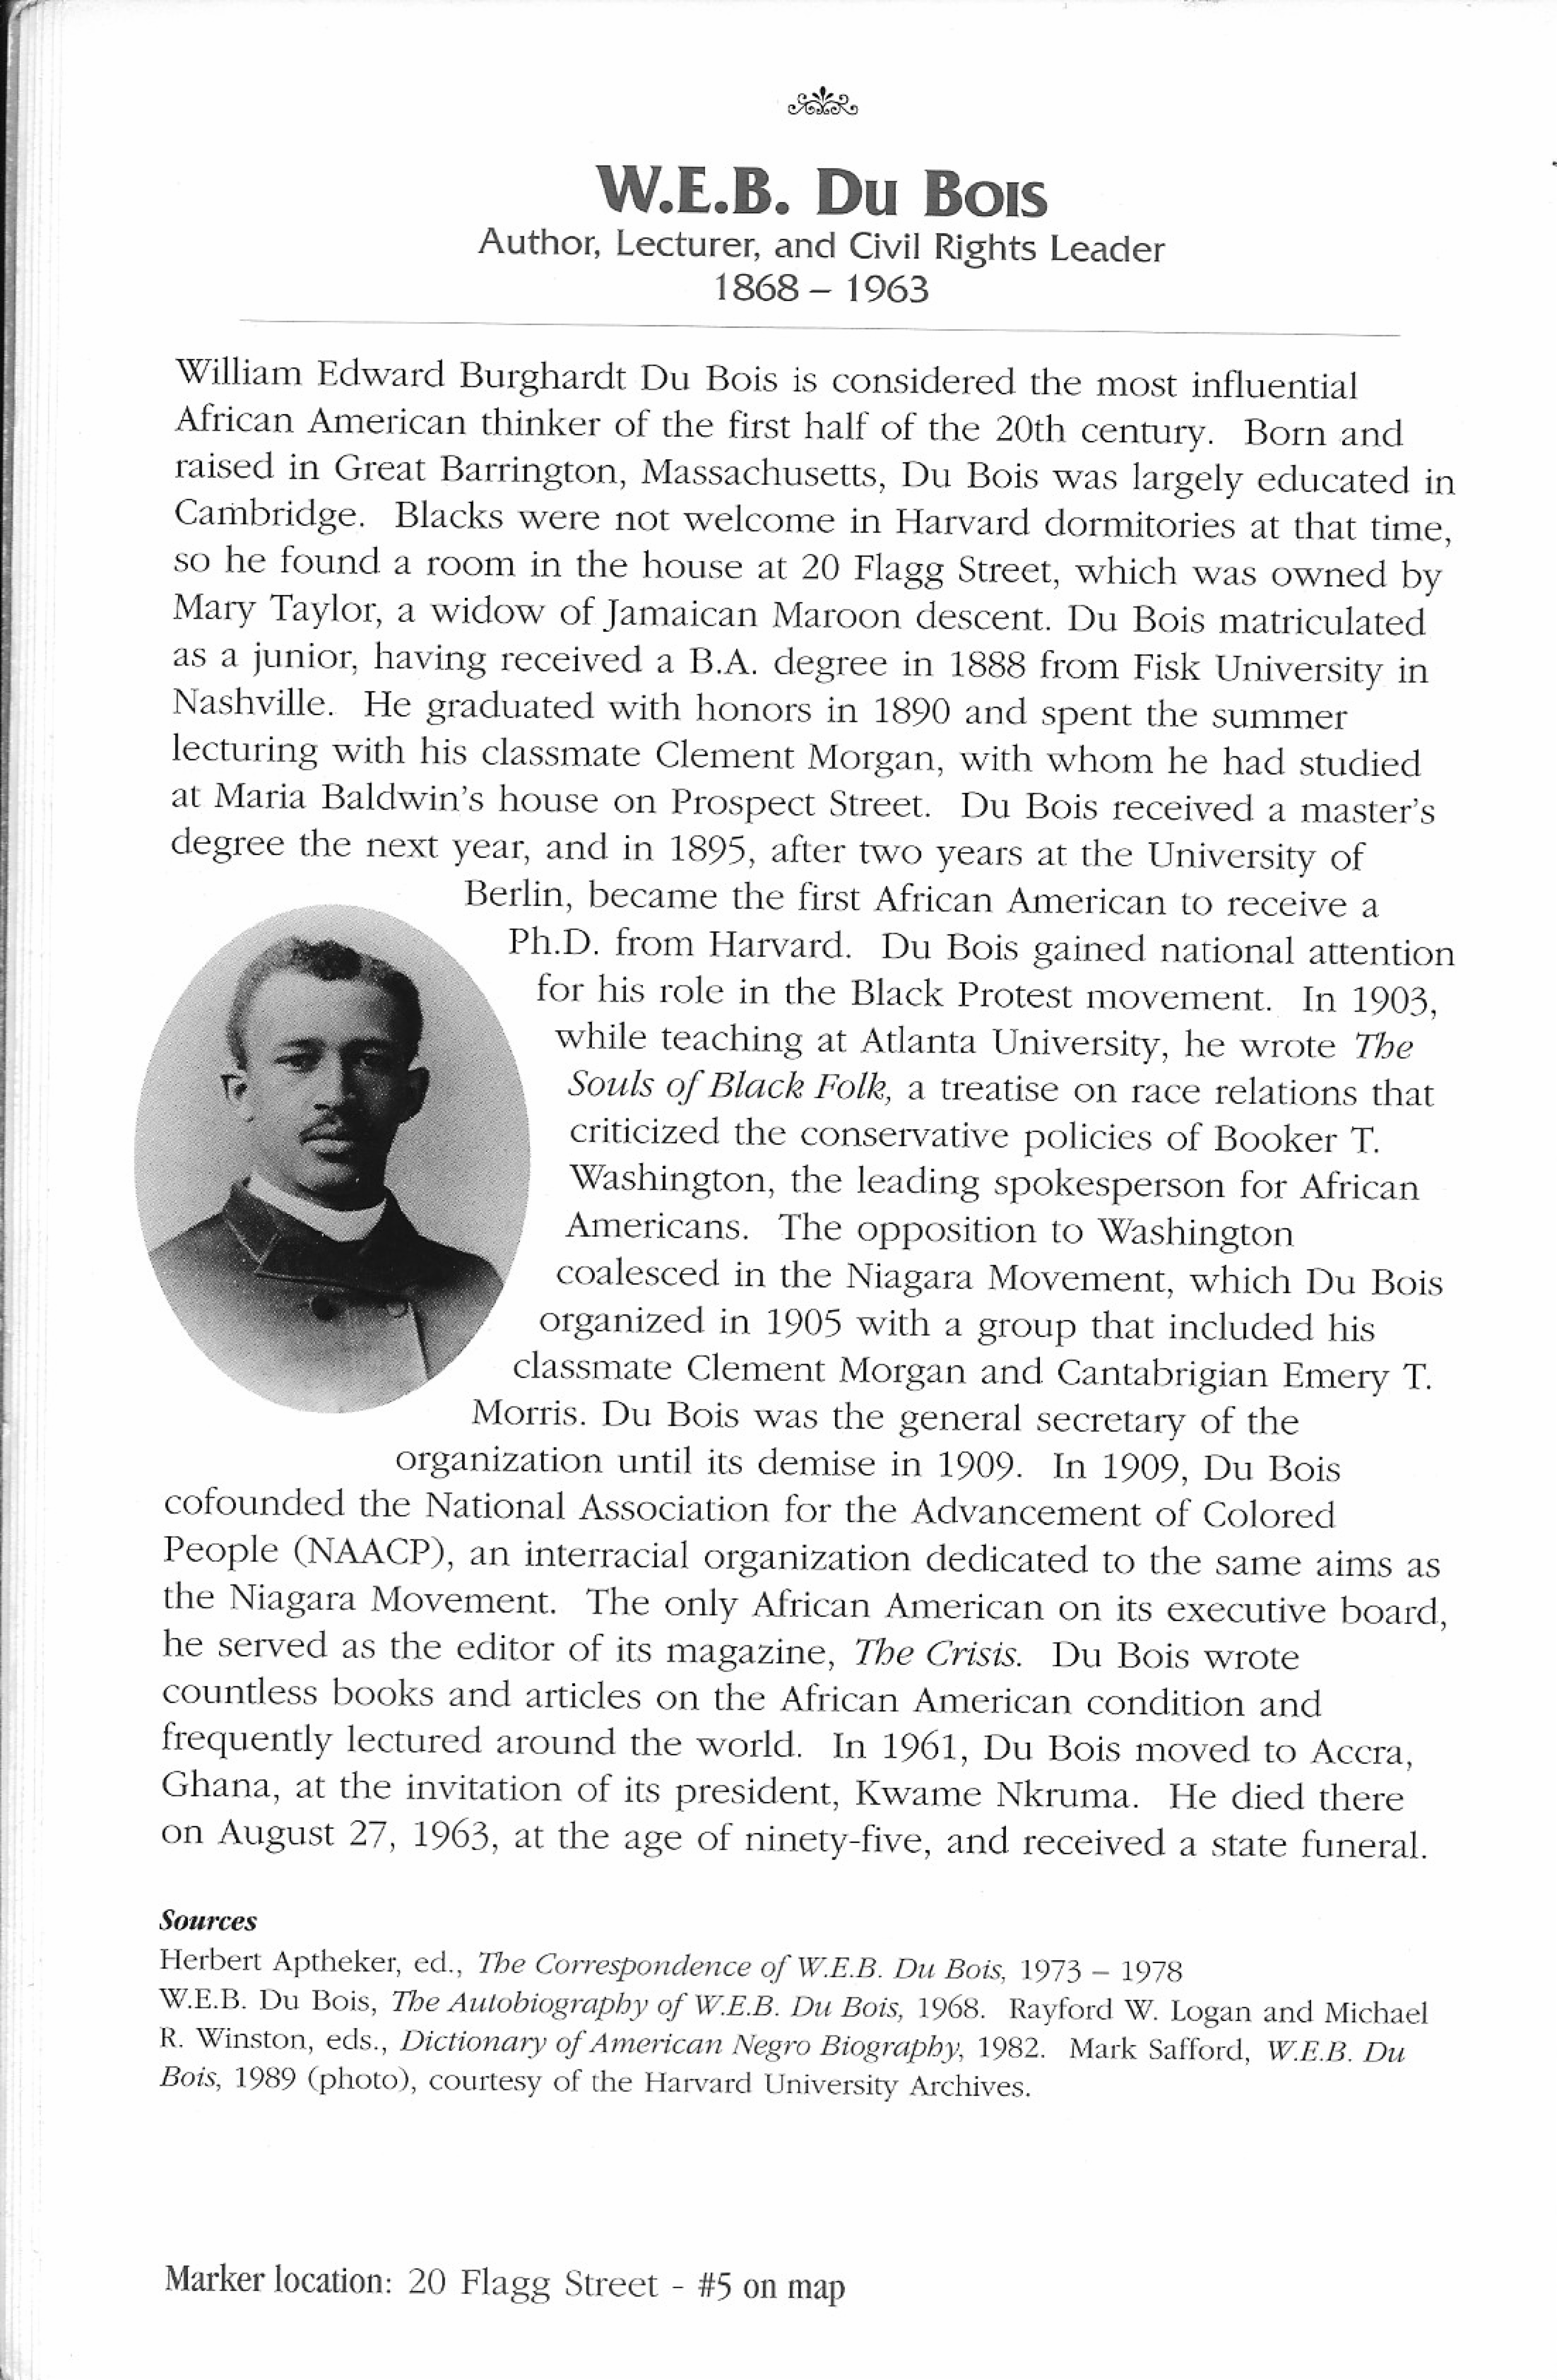 W.E.B. Du Bois
Author, Lecturer, and Civil Rights Leader
1868 – 1963
William Edward Burghardt Du Bois is considered the most influential
African American thinker of the first half of the 20th century. Born and
raised in Great Barrington, Massachusetts, Du Bois was largely educated in
Cambridge. Blacks were not welcome in Harvard dormitories at that time,
so he found a room in the house at 20 Flagg Street, which was owned by
Mary Taylor, a widow of Jamaican Maroon descent. Du Bois matriculated
as a junior, having received a B.A. degree in 1888 from Fisk University in
Nashville. He graduated with honors in 1890 and spent the summer
lecturing with his classmate Clement Morgan, with whom he had studied
at Maria Baldwin's house on Prospect Street. Du Bois received a master's
degree the next year, and in 1895, after two years at the University of
Berlin, became the first African American to receive a
Ph.D. from Harvard. Du Bois gained national attention
for his role in the Black Protest movement. In 1903,
while teaching at Atlanta University, he wrote The
Souls of Black Folk, a treatise on race relations that
criticized the conservative policies of Booker T.
Washington, the leading spokesperson for African
Americans. The opposition to Washington
coalesced in the Niagara Movement, which Du Bois
organized in 1905 with a group that included his
classmate Clement Morgan and Cantabrigian Emery T.
Morris. Du Bois was the general secretary of the
organization until its demise in 1909. In 1909, Du Bois
cofounded the National Association for the Advancement of Colored
People (NAACP), an interracial organization dedicated to the same aims as
the Niagara Movement. The only African American on its executive board,
he served as the editor of its magazine, The Crisis. Du Bois wrote
countless books and articles on the African American condition and
frequently lectured around the world. In 1961, Du Bois moved to Accra,
Ghana, at the invitation of its president, Kwame Nkruma. He died there
on August 27, 1963, at the age of ninety-five, and received a state funeral.
Sources
Herbert Aptheker, ed., The Correspondence of W.E.B. Du Bois, 1973 – 1978
W.E.B. Du Bois, The Autobiography of W.E.B. Du Bois, 1968. Rayford W. Logan and Michael
R. Winston, eds., Dictionary of American Negro Biography, 1982. Mark Safford, W.E.B. Du
Bois, 1989 (photo), courtesy of the Harvard University Archives.
Marker location: 20 Flagg Street - #5 on map